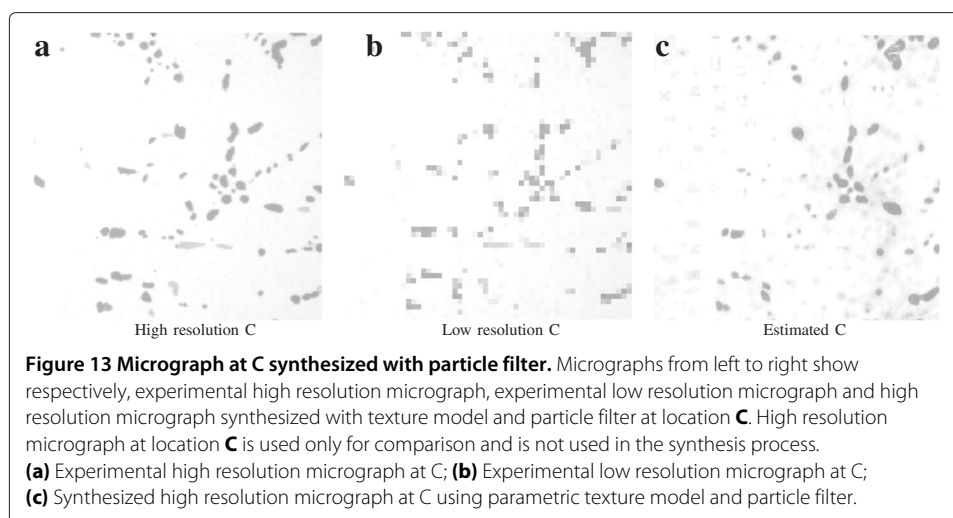 a
b
c
High resolution C
Low resolution C
Estimated C
Figure 13 Micrograph at C synthesized with particle filter. Micrographs from left to right show
respectively, experimental high resolution micrograph, experimental low resolution micrograph and high
resolution micrograph synthesized with texture model and particle filter at location C. High resolution
micrograph at location C is used only for comparison and is not used in the synthesis process.
(a) Experimental high resolution micrograph at C; (b) Experimental low resolution micrograph at C;
(c) Synthesized high resolution micrograph at C using parametric texture model and particle filter.